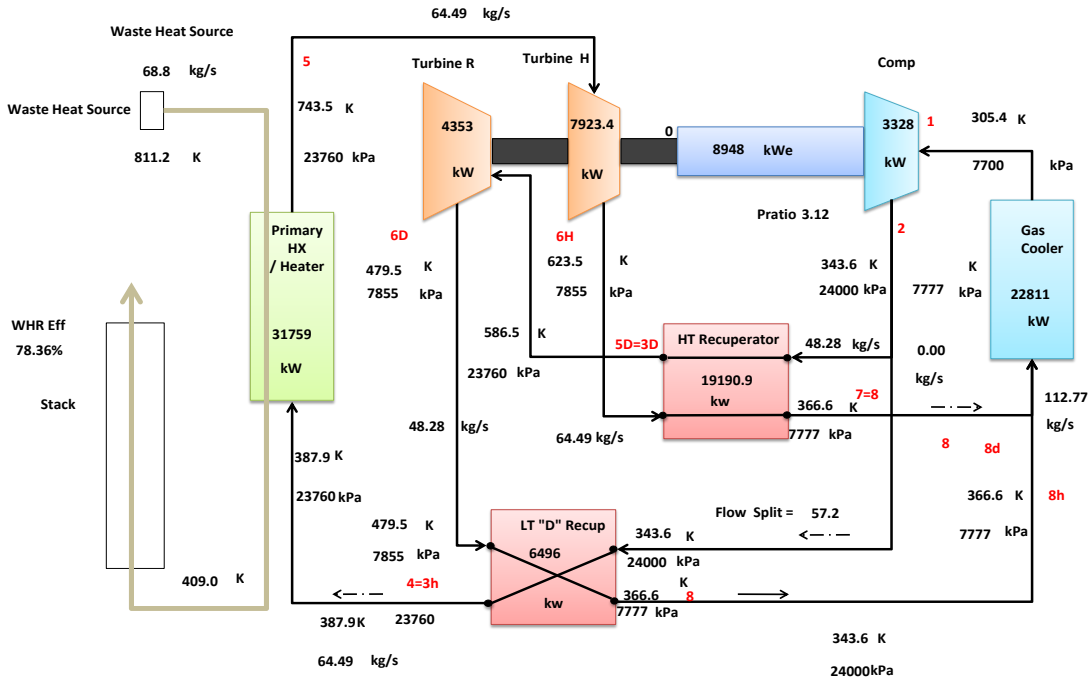 64.49
kg/s
Waste Heat Source
68.8 kg/s
Waste Heat Source
811.2 K
5
743.5 K
23760 kPa
Turbine R
4353
kW
Turbine H
7923.4
kW
0
8948 kWe
Comp
3328
kW
1
305.4 K
7700 kPa
Pratio 3.12
2
6D
479.5 K
7855 kPa
6H
623.5 K
7855 kPa
343.6 K
24000 kPa
K
7777 kPa
Gas
Cooler
22811
kW
Primary
HX
/ Heater
31759
kW
WHR Eff
78.36%
Stack
586.5 K
23760 kPa
5D=3D
HT Recuperator
19190.9
kw
48.28 kg/s
0.00
kg/s
7=8
366.6 K
7777 kPa
112.77
kg/s
48.28 kg/s
64.49 kg/s
8
8d
387.9 K
23760 kPa
366.6 K
8h
7777 kPa
479.5 K
7855 kPa
LT "D" Recup
6496
kw
343.6 K
24000 kPa
Flow Split = 57.2
409.0 K
4=3h
387.9K
23760
K
366.6 8
7777 kPa
64.49 kg/s
343.6 K
24000kPa